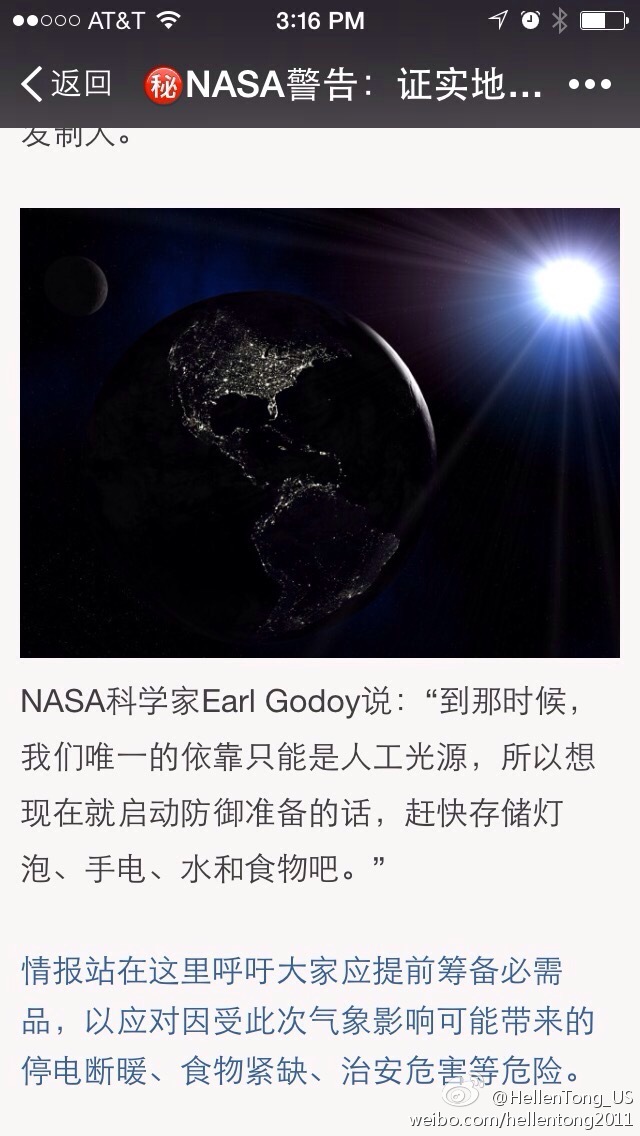 AT&T 3:16 PM
返回 ㊙NASA警告：证实地...
发制人。
NASA科学家Earl Godoy说：“到那时候，
我们唯一的依靠只能是人工光源，所以想
现在就启动防御准备的话，赶快存储灯
泡、手电、水和食物吧。”
情报站在这里呼吁大家应提前筹备必需
品，以应对因受此次气象影响可能带来的
停电断暖、食物紧缺、治安危害等危险。
@HellenTong_US
weibo.com/hellentong2011